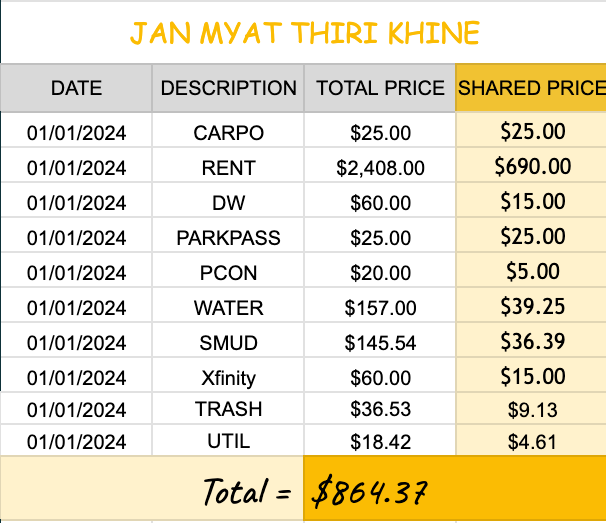 JAN MYAT THIRI KHINE
DATE DESCRIPTION TOTAL PRICE SHARED PRICE
01/01/2024 CARPO $25.00 $25.00
01/01/2024 RENT $2,408.00 $690.00
01/01/2024 DW $60.00 $15.00
01/01/2024 PARKPASS $25.00 $25.00
01/01/2024 PCON $20.00 $5.00
01/01/2024 WATER $157.00 $39.25
01/01/2024 SMUD $145.54 $36.39
01/01/2024 Xfinity $60.00 $15.00
01/01/2024 TRASH $36.53 $9.13
01/01/2024 UTIL $18.42 $4.61
Total = $864.37